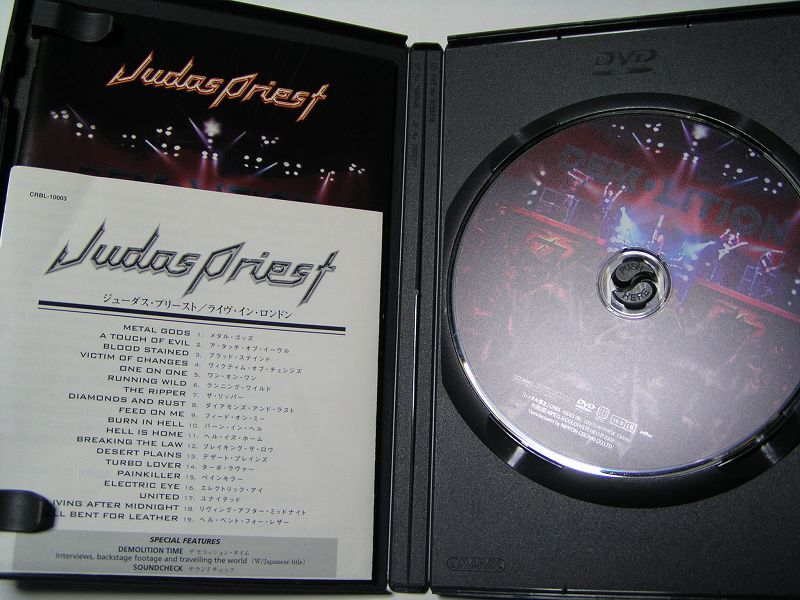 Judas Priest
CRBL-10003
Judas Priest
ジューダス・プリースト/ライヴ・イン・ロンドン
METAL GODS 1. メタル・ゴッズ
A TOUCH OF EVIL 2. ア・タッチ・オブ・イーヴル
BLOOD STAINED 3. ブラッド・ステインド
VICTIM OF CHANGES 4. ヴィクティム・オブ・チェンジズ
ONE ON ONE 5. ワン・オン・ワン
RUNNING WILD 6. ランニング・ワイルド
THE RIPPER 7. ザ・リッパー
DIAMONDS AND RUST 8. ダイアモンズ・アンド・ラスト
FEED ON ME 9. フィード・オン・ミー
BURN IN HELL 10. バーン・イン・ヘル
HELL IS HOME 11. ヘル・イズ・ホーム
BREAKING THE LAW 12. ブレイキング・ザ・ロウ
DESERT PLAINS 13. デザート・プレインズ
TURBO LOVER 14. ターボ・ラヴァー
PAINKILLER 15. ペインキラー
ELECTRIC EYE 16. エレクトリック・アイ
UNITED 17. ユナイテッド
IVING AFTER MIDNIGHT 18. リヴィング・アフター・ミッドナイト
LL BENT FOR LEATHER 19. ヘル・ベント・フォー・レザー
SPECIAL FEATURES
DEMOLITION TIME デモリッション・タイム
Interviews, backstage footage and travelling the world (W/Japanese title)
SOUNDCHECK サウンドチェック
DVD
DEMOLITION
PUSH
HERE
DVD
16:9 LB
AMARAY